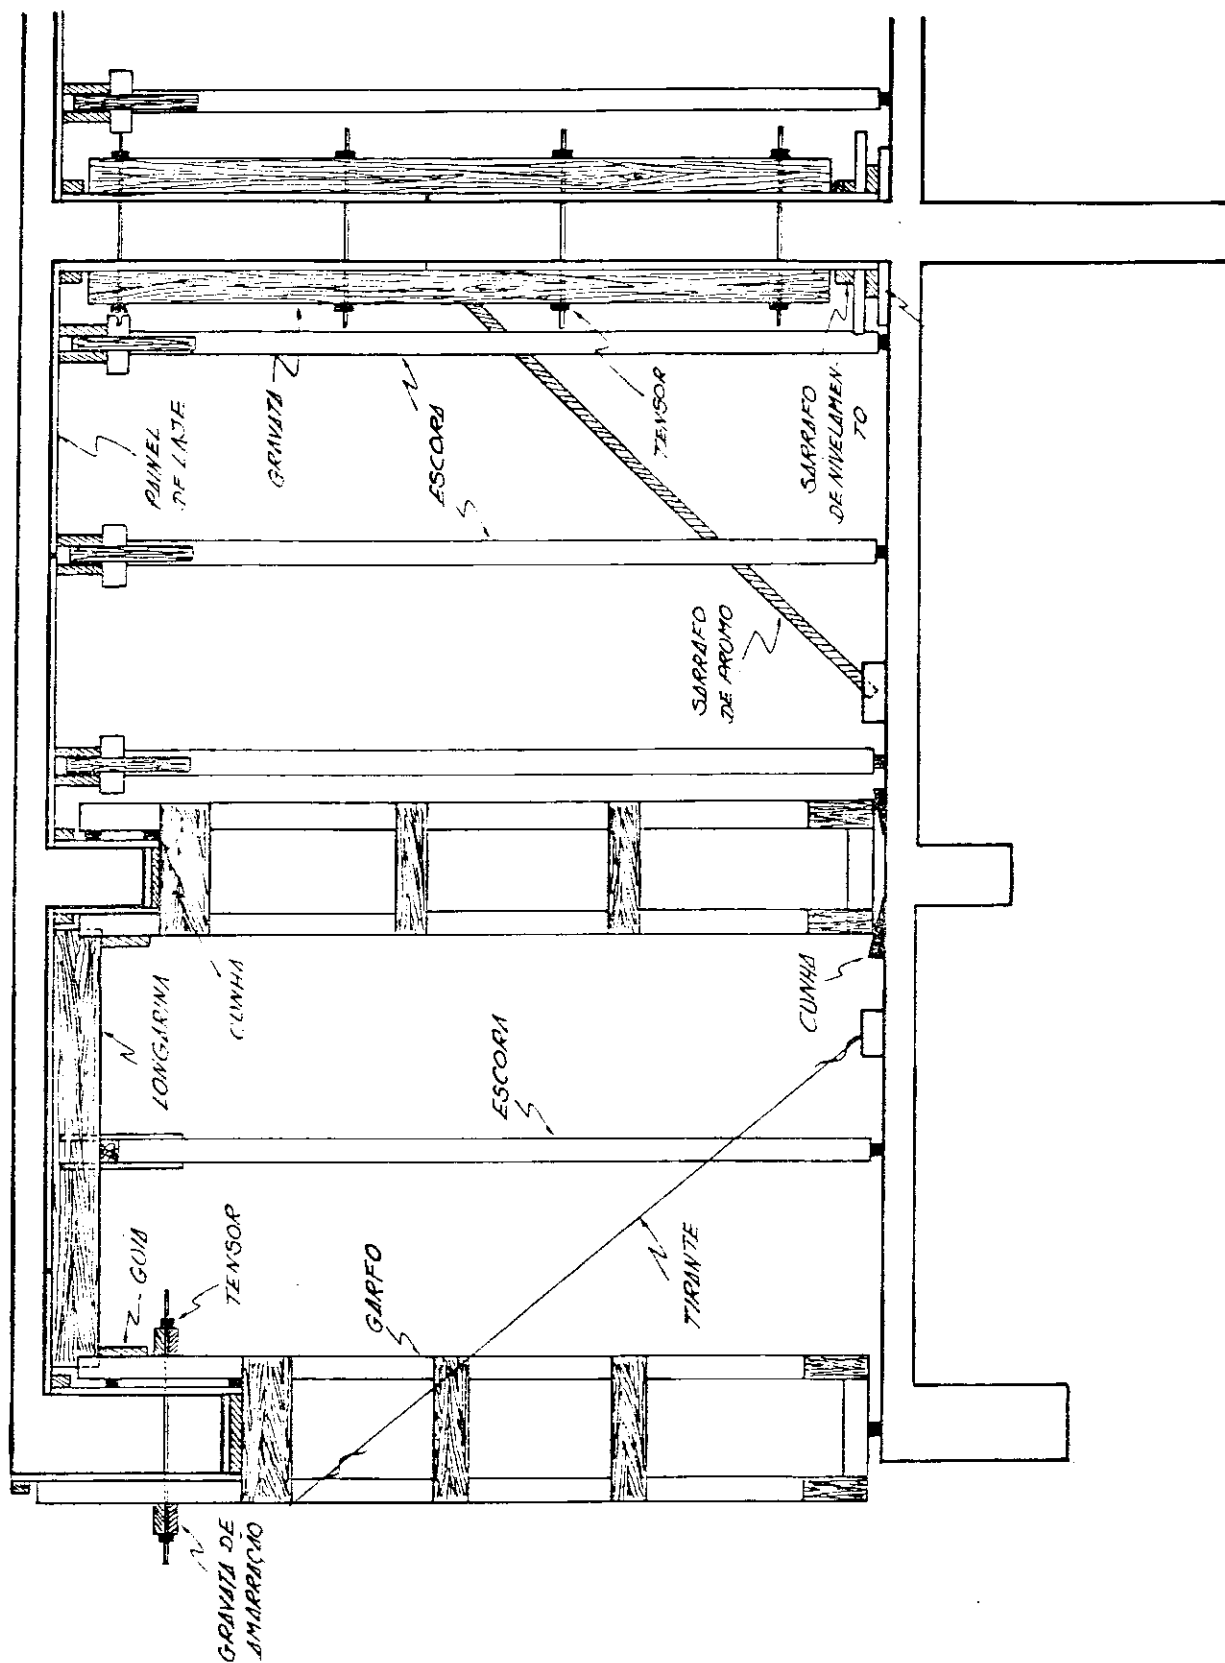 PAINEL
DE LAJE
GRAVATA
ESCORA
TENSOR
SARRAFO
DE NIVELAMEN-
TO
SARRAFO
DE PRUMO
LONGARINA
CUNHA
ESCORA
CUNHA
GUIA
TENSOR
GARFO
TIRANTE
GRAVATA DE
AMARRAÇÃO